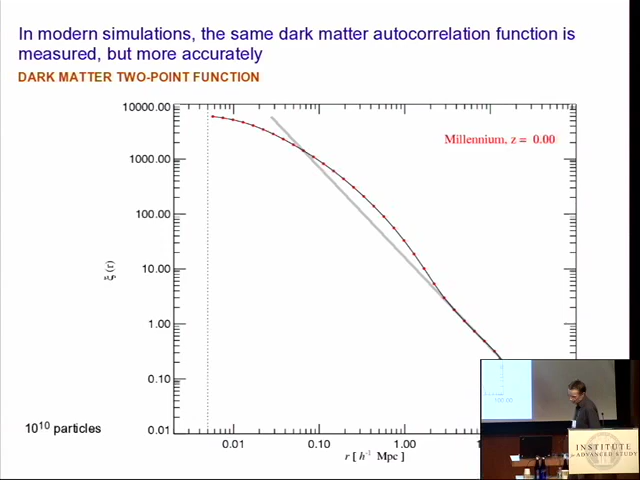 In modern simulations, the same dark matter autocorrelation function is
measured, but more accurately
DARK MATTER TWO-POINT FUNCTION
10000.00
Millennium, z = 0.00
1000.00
100.00
10.00
ξ (r)
1.00
0.10
10¹⁰ particles
0.01
0.01 0.10 1.00
r [ h⁻¹ Mpc ]
INSTITUTE
ADVANCED STUDY